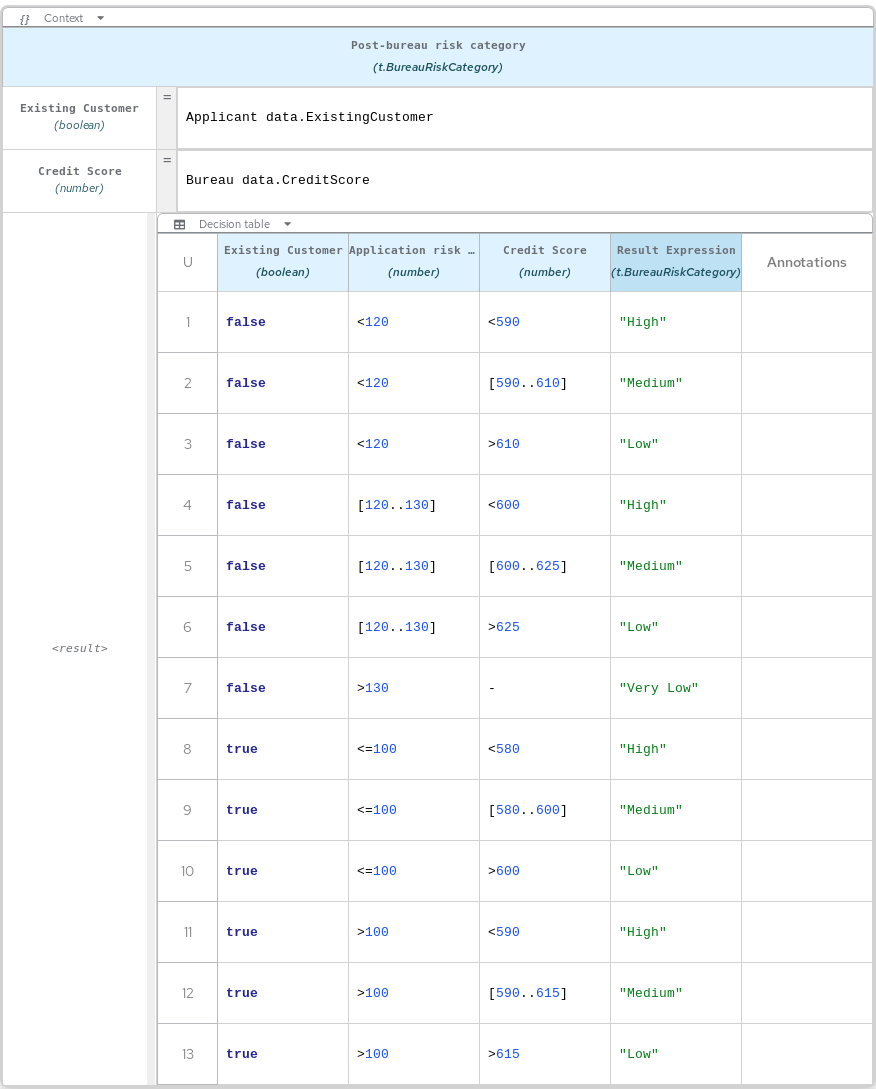 {} Context
Post-bureau risk category
(t.BureauRiskCategory)
Existing Customer
(boolean)
=
Applicant data.ExistingCustomer
Credit Score
(number)
=
Bureau data.CreditScore
<result>
Decision table
U Existing Customer (boolean) Application risk … (number) Credit Score (number) Result Expression (t.BureauRiskCategory) Annotations
1 false <120 <590 "High"
2 false <120 [590..610] "Medium"
3 false <120 >610 "Low"
4 false [120..130] <600 "High"
5 false [120..130] [600..625] "Medium"
6 false [120..130] >625 "Low"
7 false >130 - "Very Low"
8 true <=100 <580 "High"
9 true <=100 [580..600] "Medium"
10 true <=100 >600 "Low"
11 true >100 <590 "High"
12 true >100 [590..615] "Medium"
13 true >100 >615 "Low"